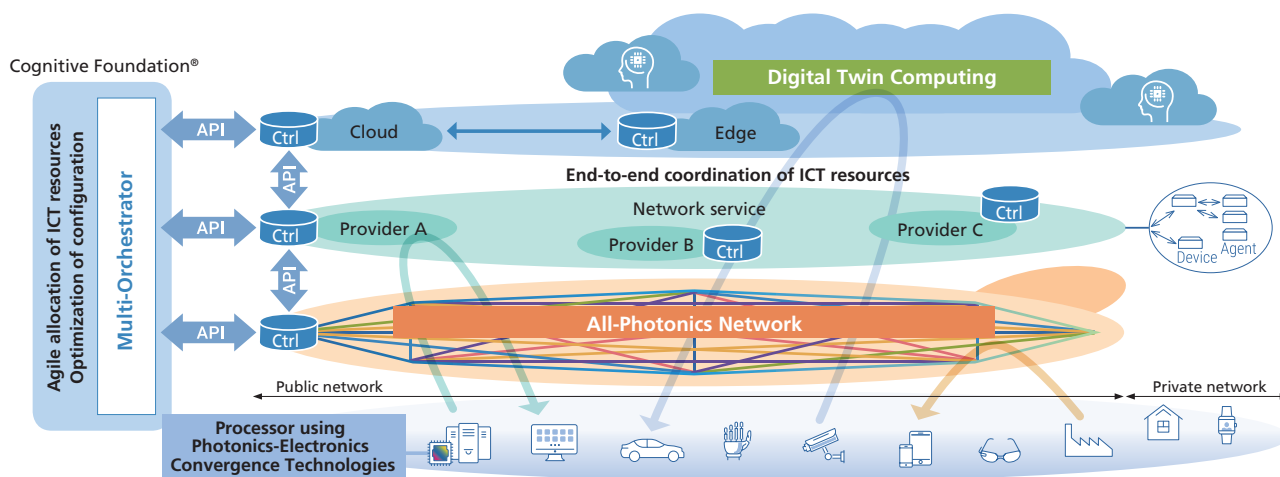 Cognitive Foundation®
Agile allocation of ICT resources
Optimization of configuration
Multi-Orchestrator
API
Ctrl
Cloud
Ctrl
Edge
Digital Twin Computing
API
End-to-end coordination of ICT resources
API
Ctrl
Provider A
Network service
Provider B
Ctrl
Provider C
Ctrl
Device
Agent
API
API
Ctrl
All-Photonics Network
Public network
Private network
Processor using
Photonics-Electronics
Convergence Technologies